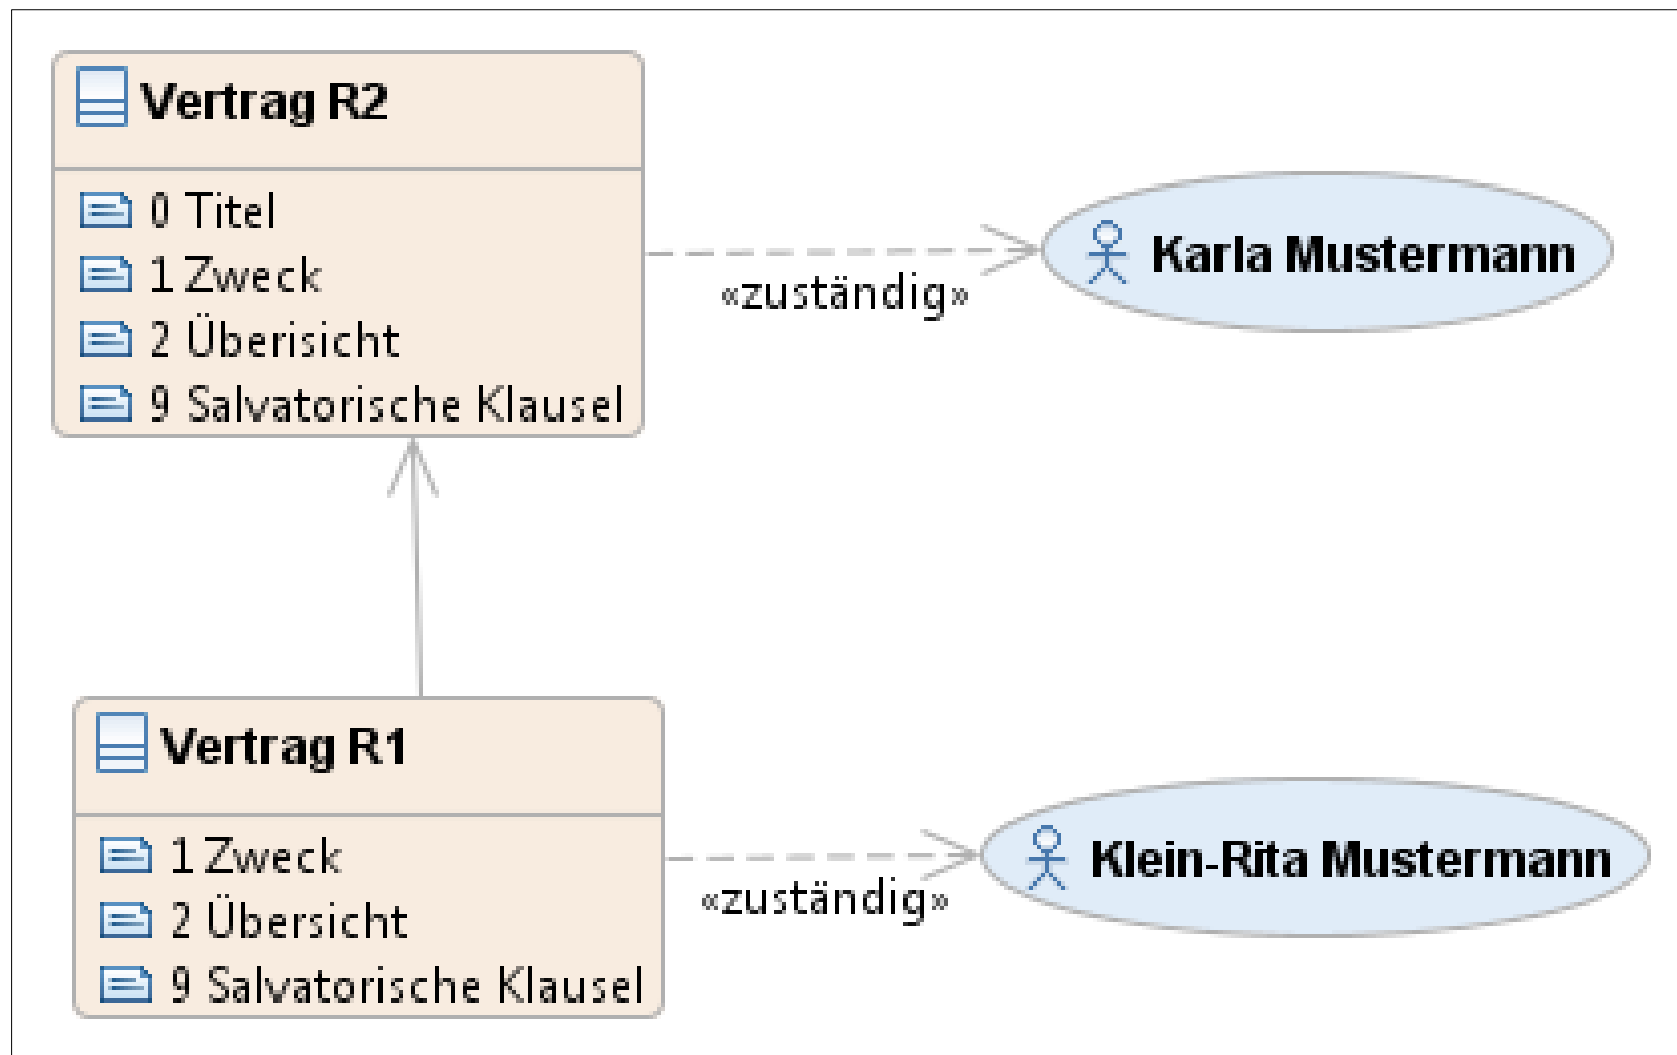 Vertrag R2
0 Titel
1 Zweck
2 Überisicht
9 Salvatorische Klausel
«zuständig»
Karla Mustermann
Vertrag R1
1 Zweck
2 Übersicht
9 Salvatorische Klausel
«zuständig»
Klein-Rita Mustermann